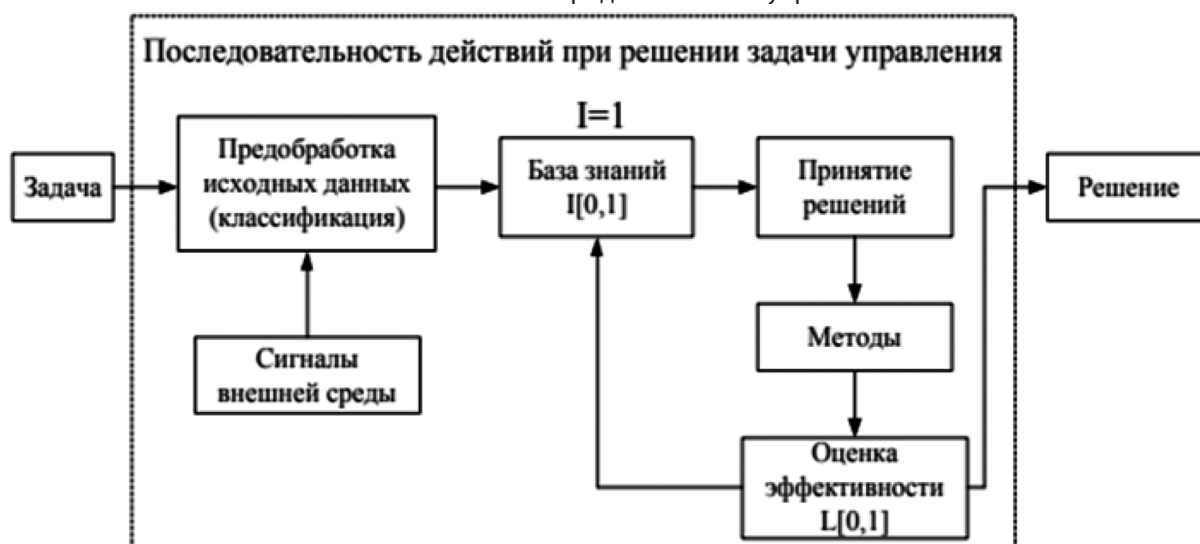 Последовательность действий при решении задачи управления
I=1
Задача
Предобработка
исходных данных
(классификация)
База знаний
I[0,1]
Принятие
решений
Решение
Сигналы
внешней среды
Методы
Оценка
эффективности
L[0,1]